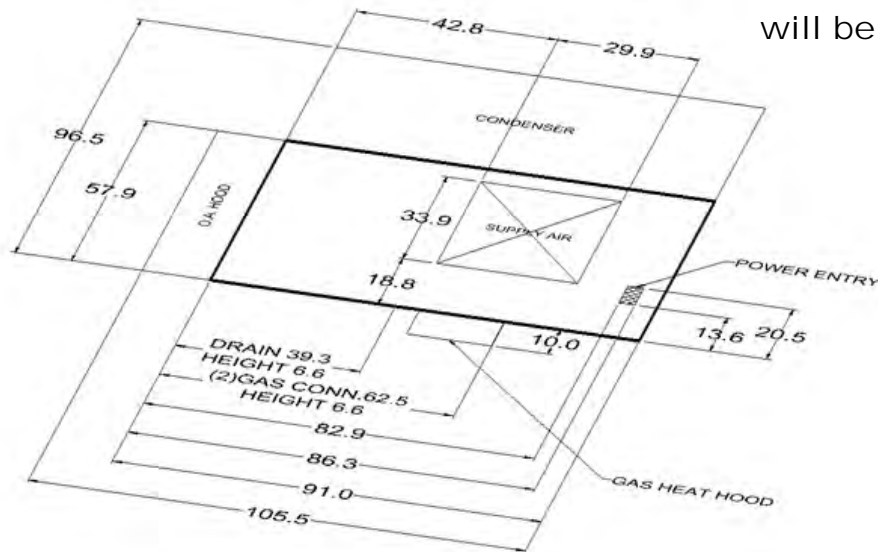 will be
42.8
29.9
CONDENSER
96.5
57.9
O.A HOOD
33.9
SUPPLY AIR
18.8
POWER ENTRY
20.5
13.6
10.0
DRAIN 39.3
HEIGHT 6.6
(2)GAS CONN.62.5
HEIGHT 6.6
82.9
86.3
GAS HEAT HOOD
91.0
105.5